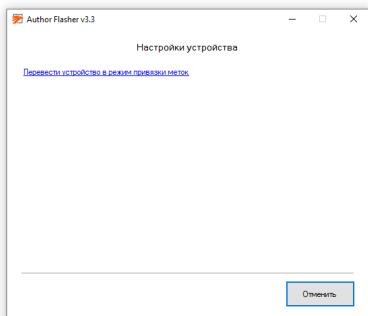 Author Flasher v3.3
Настройки устройства
Перевести устройство в режим привязки меток
Отменить